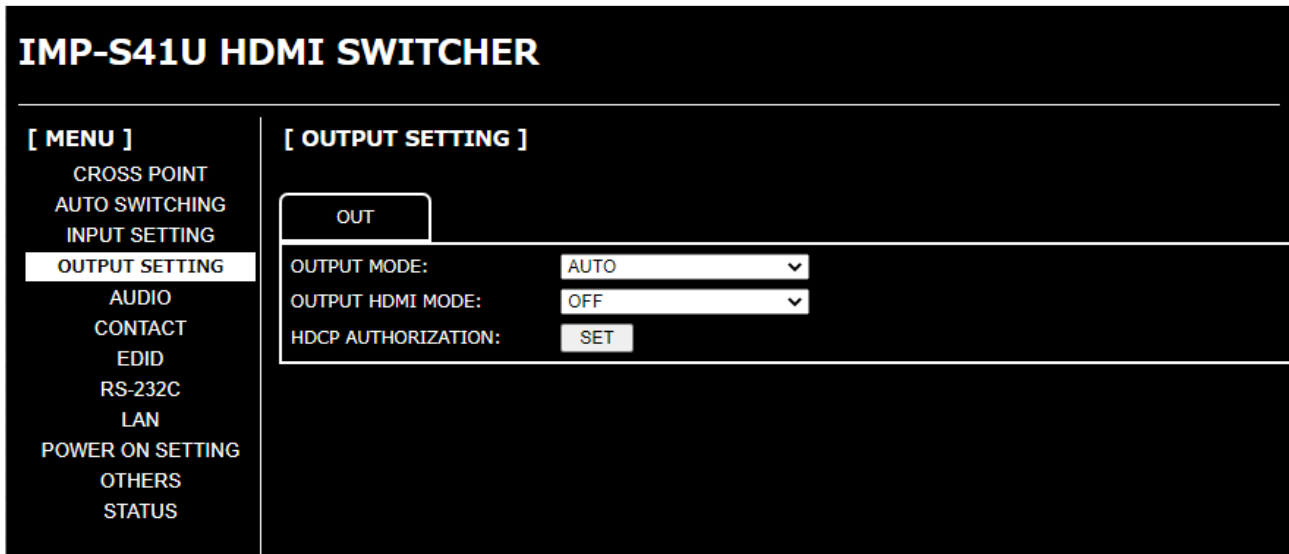 IMP-S41U HDMI SWITCHER
[ MENU ]
CROSS POINT
AUTO SWITCHING
INPUT SETTING
OUTPUT SETTING
AUDIO
CONTACT
EDID
RS-232C
LAN
POWER ON SETTING
OTHERS
STATUS
[ OUTPUT SETTING ]
OUT
OUTPUT MODE: AUTO
OUTPUT HDMI MODE: OFF
HDCP AUTHORIZATION: SET